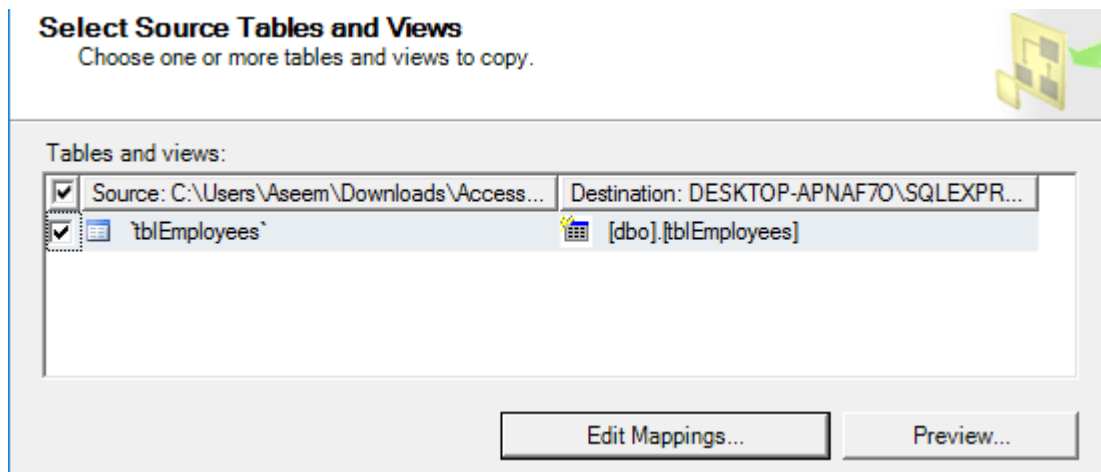 Select Source Tables and Views
Choose one or more tables and views to copy.
Tables and views:
Source: C:\Users\Aseem\Downloads\Access... Destination: DESKTOP-APNAF7O\SQLEXPR...
`tblEmployees` [dbo].[tblEmployees]
Edit Mappings... Preview...